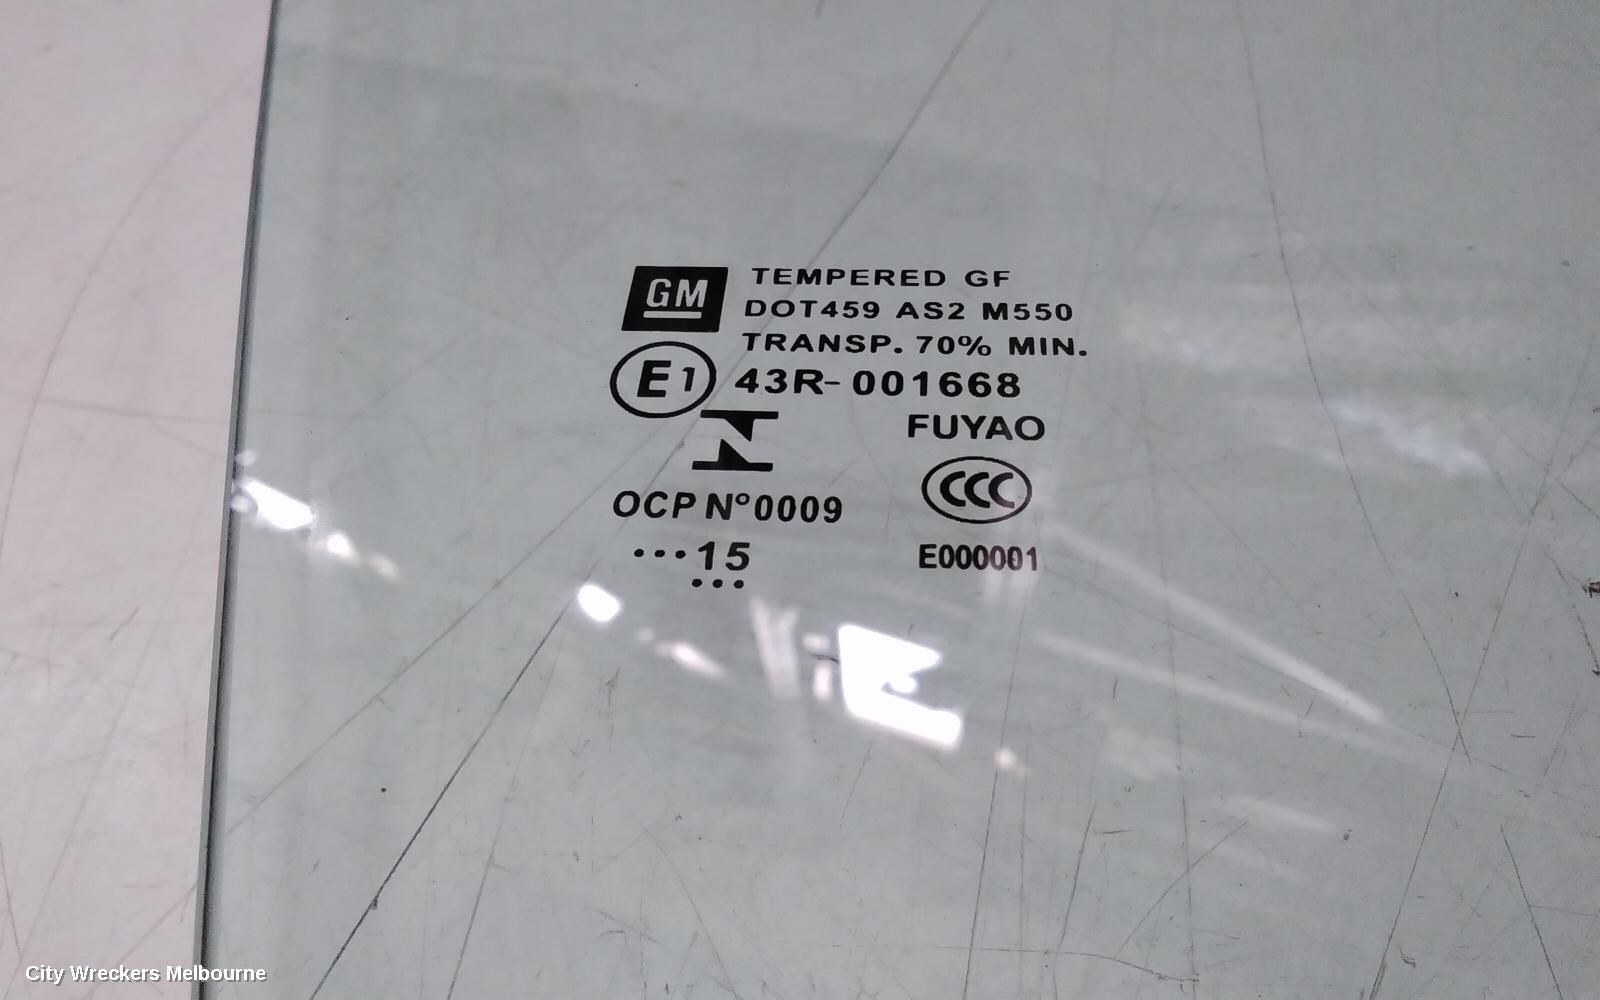 GM
TEMPERED GF
DOT459 AS2 M550
TRANSP. 70% MIN.
E1 43R-001668
FUYAO
OCP Nº0009
CCC
•••15
•••
E000001
City Wreckers Melbourne